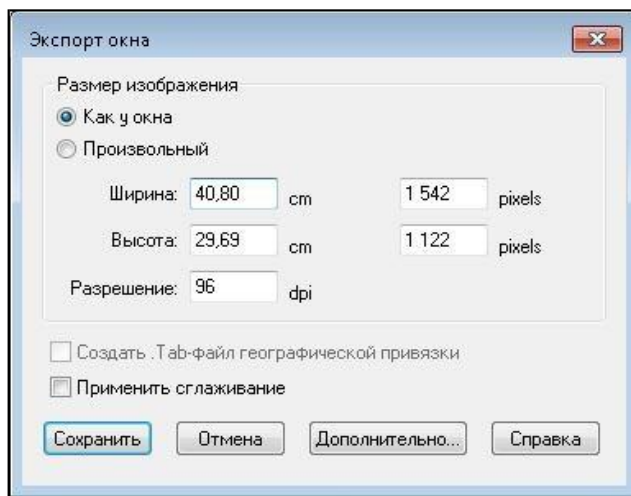 Экспорт окна
Размер изображения
Как у окна
Произвольный
Ширина: 40,80 cm 1 542 pixels
Высота: 29,69 cm 1 122 pixels
Разрешение: 96 dpi
Создать .Tab-файл географической привязки
Применить сглаживание
Сохранить Отмена Дополнительно... Справка